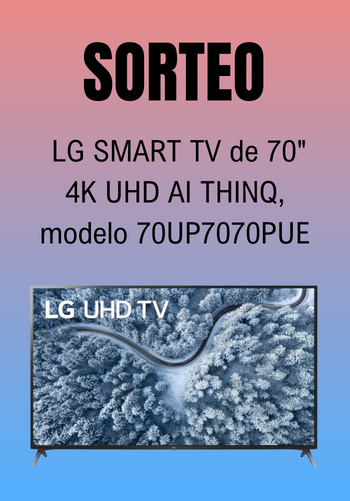 SORTEO
LG SMART TV de 70"
4K UHD AI THINQ,
modelo 70UP7070PUE
LG UHD TV